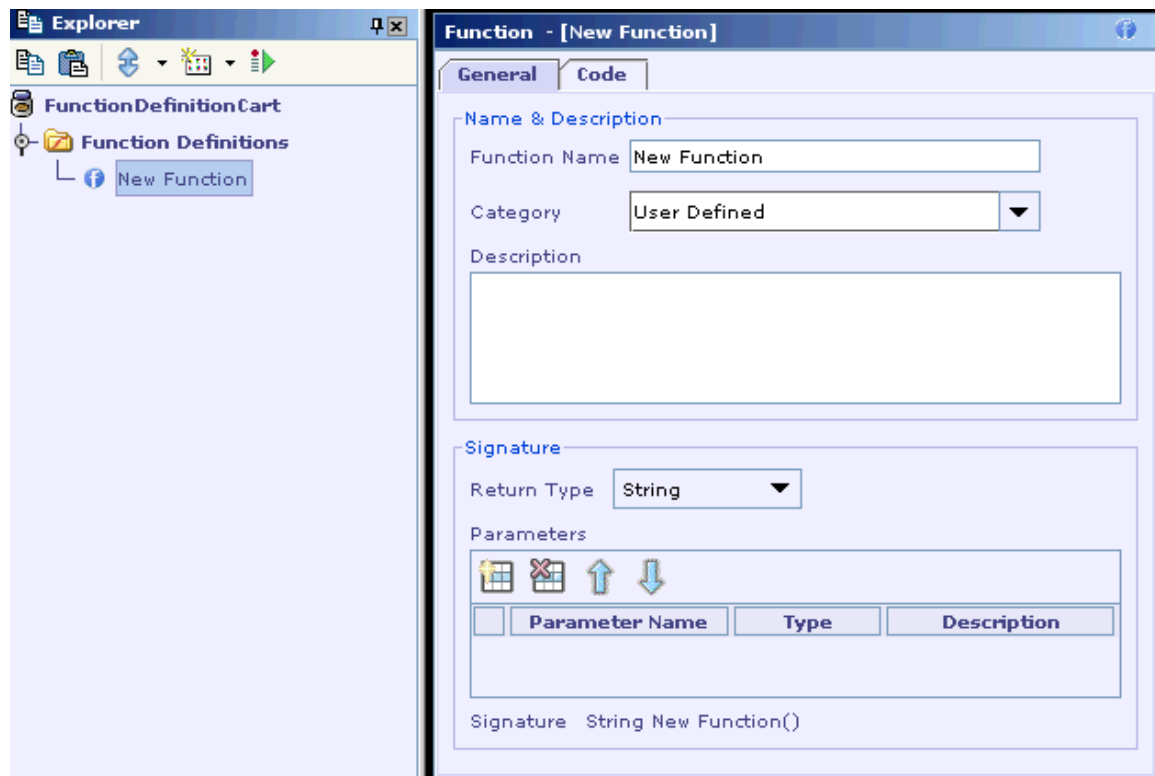 Explorer
FunctionDefinitionCart
Function Definitions
New Function
Function - [New Function]
General Code
Name & Description
Function Name New Function
Category User Defined
Description
Signature
Return Type String
Parameters
Parameter Name Type Description
Signature String New Function()